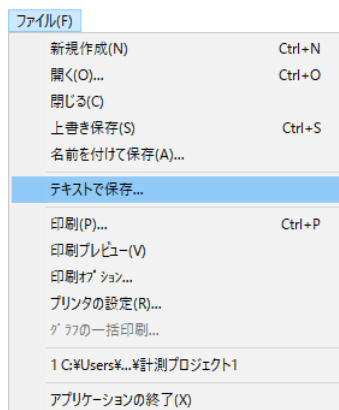 ファイル(F)
新規作成(N) Ctrl+N
開く(O)... Ctrl+O
閉じる(C)
上書き保存(S) Ctrl+S
名前を付けて保存(A)...
テキストで保存...
印刷(P)... Ctrl+P
印刷プレビュー(V)
印刷ｵﾌﾟｼｮﾝ...
プリンタの設定(R)...
ｸﾞﾗﾌの一括印刷...
1 C:¥Users¥...¥計測プロジェクト1
アプリケーションの終了(X)